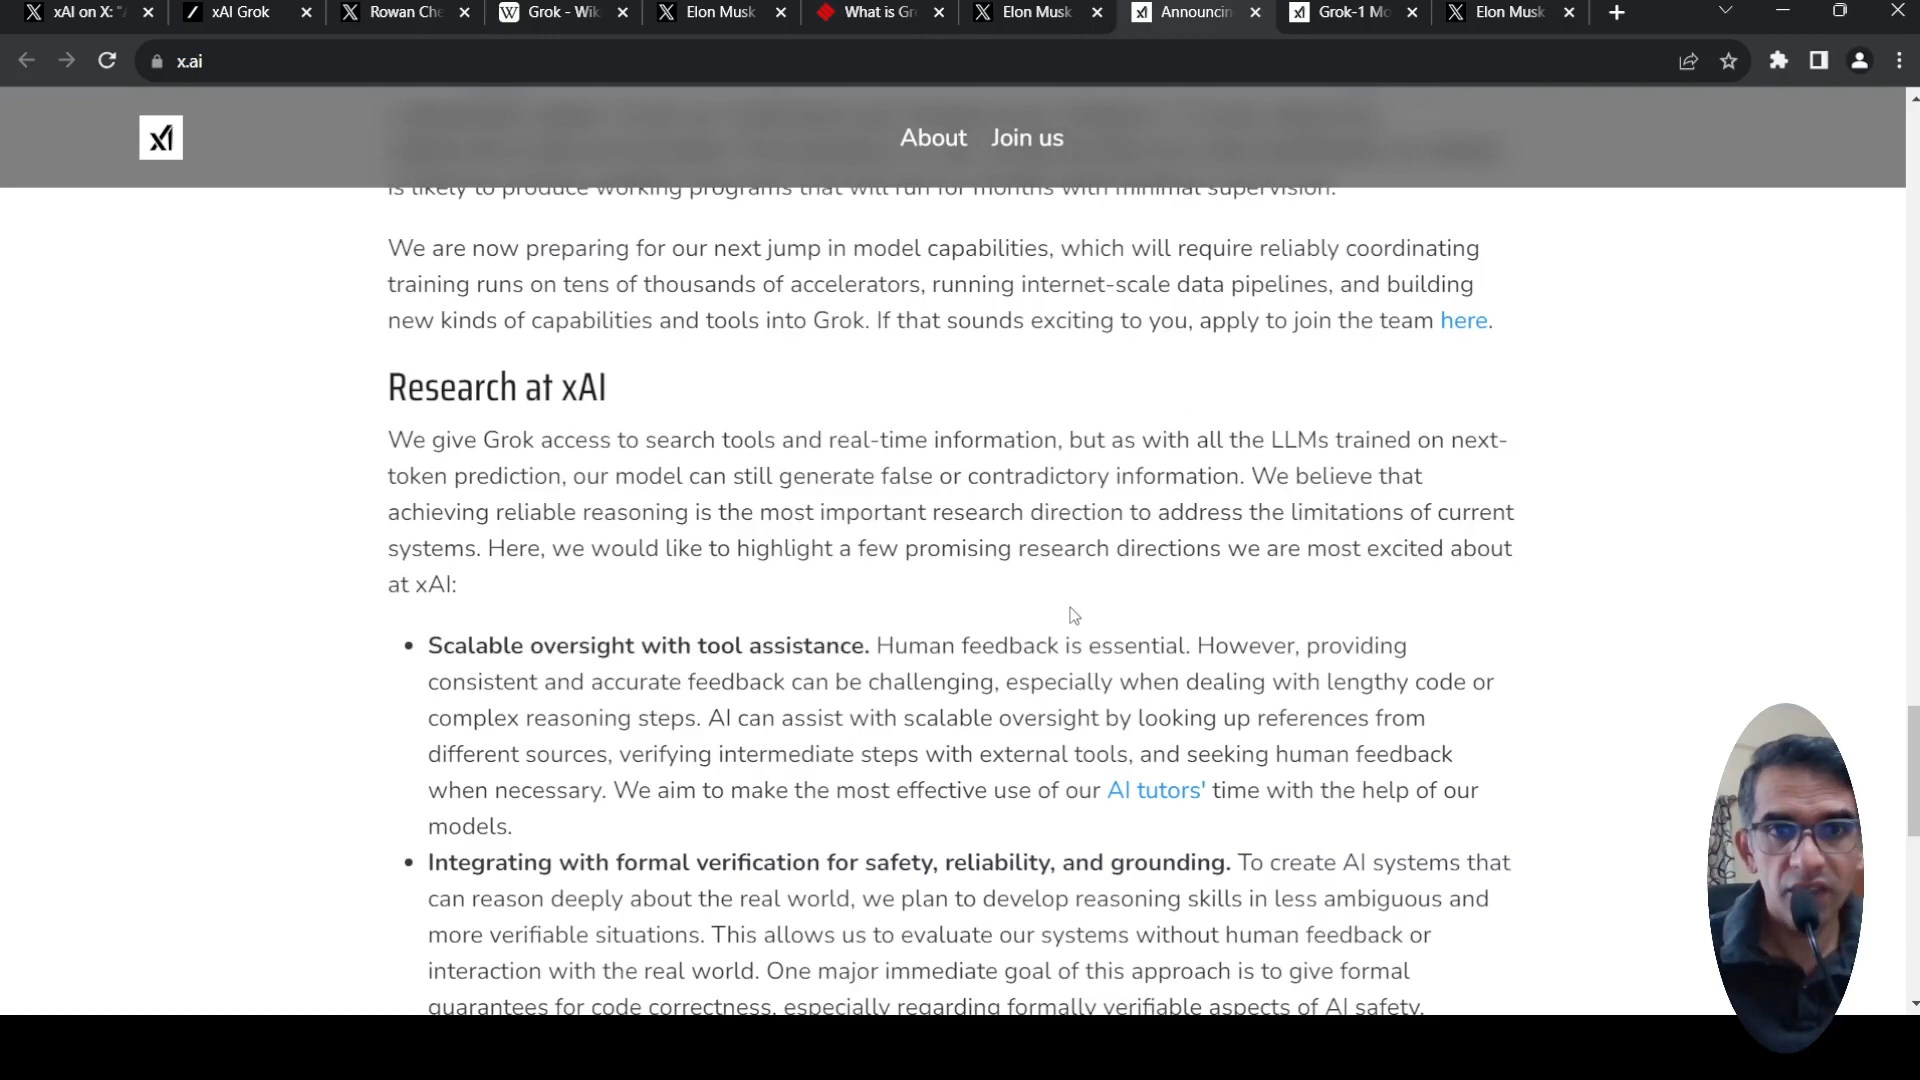 xAI on X: "
xAI Grok
Rowan Che
Grok - Wiki
Elon Musk
What is Gr
Elon Musk
Announcin
Grok-1 Mo
Elon Musk
x.ai
xI
About Join us
is likely to produce working programs that will run for months with minimal supervision.
We are now preparing for our next jump in model capabilities, which will require reliably coordinating
training runs on tens of thousands of accelerators, running internet-scale data pipelines, and building
new kinds of capabilities and tools into Grok. If that sounds exciting to you, apply to join the team here.
Research at xAI
We give Grok access to search tools and real-time information, but as with all the LLMs trained on next-
token prediction, our model can still generate false or contradictory information. We believe that
achieving reliable reasoning is the most important research direction to address the limitations of current
systems. Here, we would like to highlight a few promising research directions we are most excited about
at xAI:
• Scalable oversight with tool assistance. Human feedback is essential. However, providing
consistent and accurate feedback can be challenging, especially when dealing with lengthy code or
complex reasoning steps. AI can assist with scalable oversight by looking up references from
different sources, verifying intermediate steps with external tools, and seeking human feedback
when necessary. We aim to make the most effective use of our AI tutors' time with the help of our
models.
• Integrating with formal verification for safety, reliability, and grounding. To create AI systems that
can reason deeply about the real world, we plan to develop reasoning skills in less ambiguous and
more verifiable situations. This allows us to evaluate our systems without human feedback or
interaction with the real world. One major immediate goal of this approach is to give formal
guarantees for code correctness, especially regarding formally verifiable aspects of AI safety.